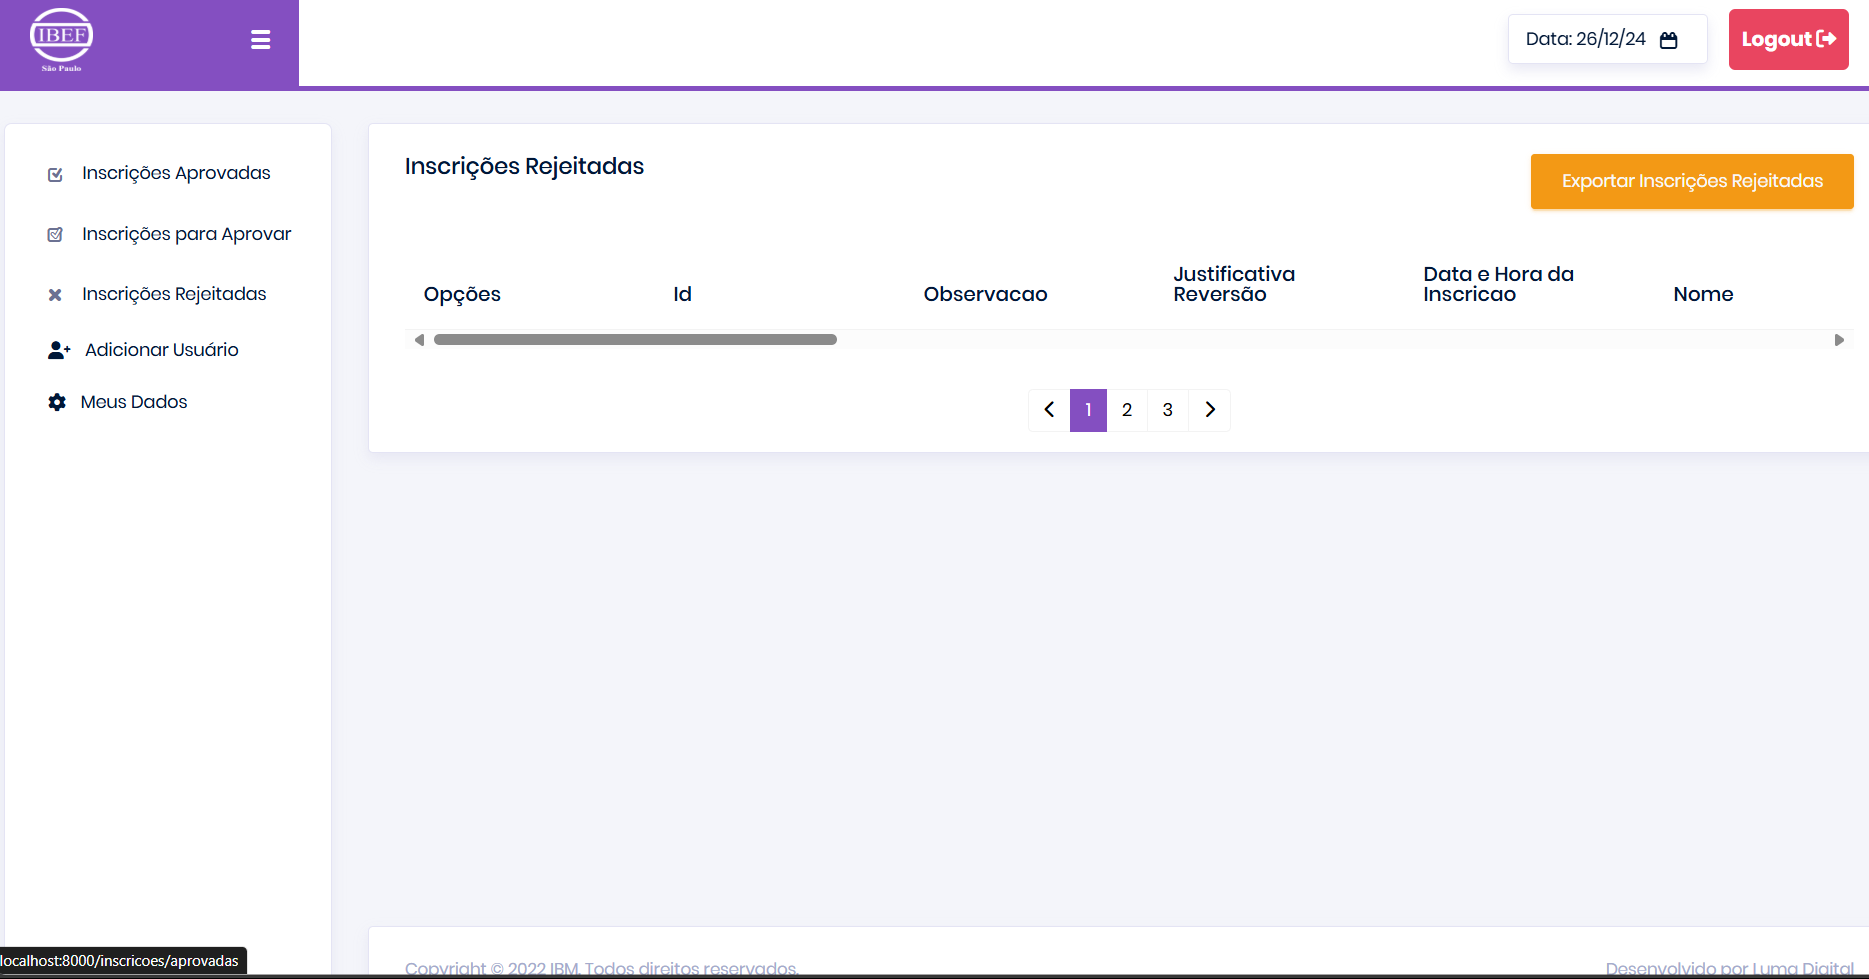 IBEF
São Paulo
Data: 26/12/24
Logout
Inscrições Aprovadas
Inscrições para Aprovar
Inscrições Rejeitadas
Adicionar Usuário
Meus Dados
Inscrições Rejeitadas
Exportar Inscrições Rejeitadas
Opções
Id
Observacao
Justificativa
Reversão
Data e Hora da
Inscricao
Nome
1 2 3
Copyright © 2022 IBM. Todos direitos reservados.
Desenvolvido por Luma Digital
localhost:8000/inscricoes/aprovadas